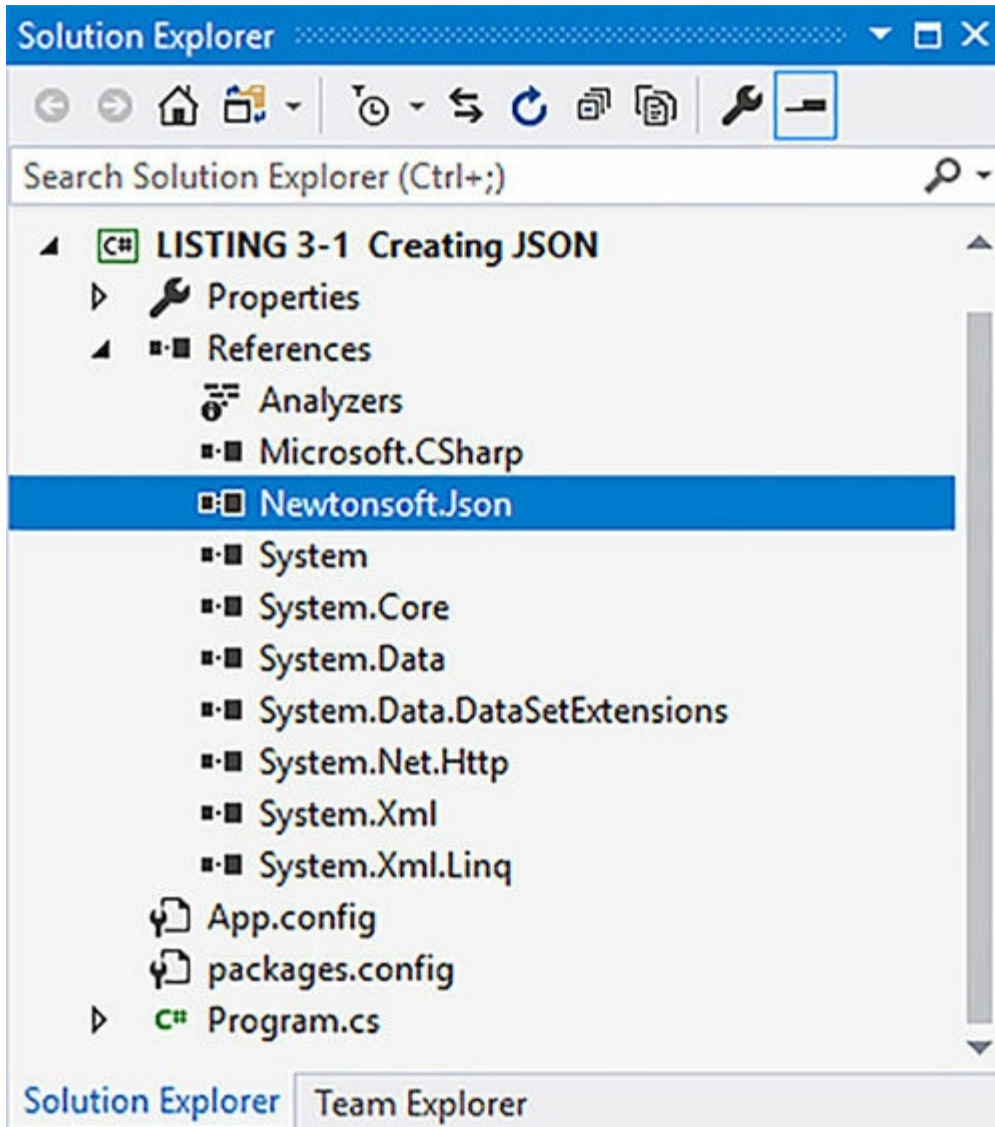 Solution Explorer
Search Solution Explorer (Ctrl+;)
C# LISTING 3-1 Creating JSON
Properties
References
Analyzers
Microsoft.CSharp
Newtonsoft.Json
System
System.Core
System.Data
System.Data.DataSetExtensions
System.Net.Http
System.Xml
System.Xml.Linq
App.config
packages.config
C# Program.cs
Solution Explorer Team Explorer